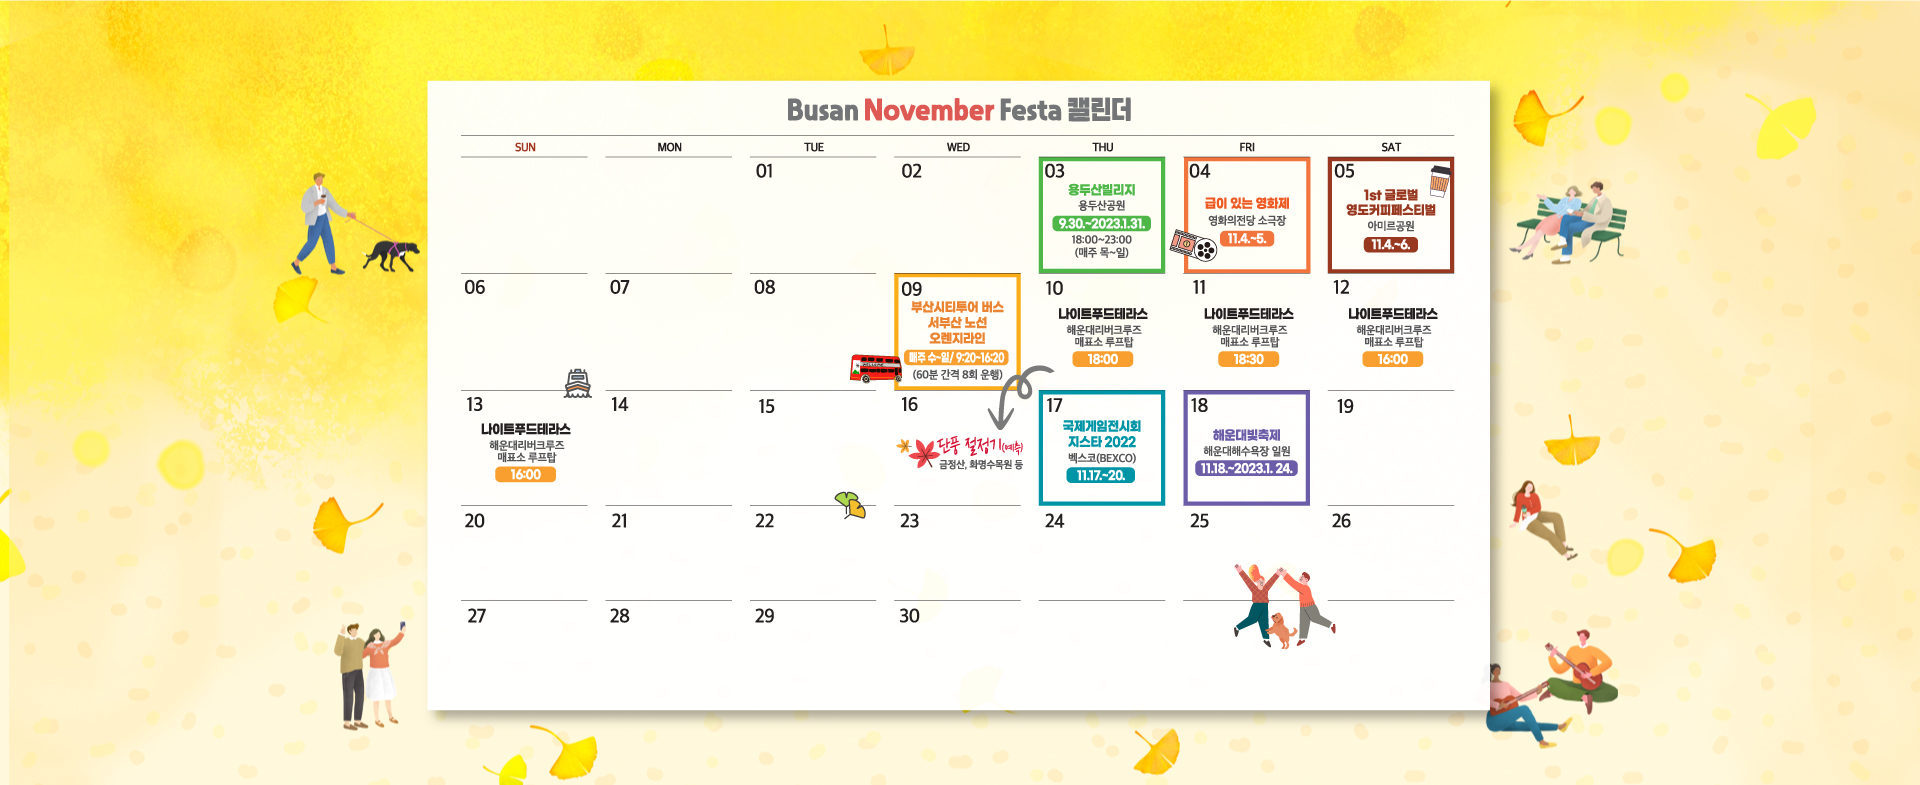 Busan November Festa 캘린더
SUN MON TUE WED THU FRI SAT
01
02
03
용두산빌리지
용두산공원
9.30.~2023.1.31.
18:00~23:00
(매주 목~일)
04
급이 있는 영화제
영화의전당 소극장
11.4.~5.
05
1st 글로벌
영도커피페스티벌
아미르공원
11.4.~6.
06
07
08
09
부산시티투어 버스
서부산 노선
오렌지라인
매주 수~일/ 9:20~16:20
(60분 간격 8회 운행)
10
나이트푸드테라스
해운대리버크루즈
매표소 루프탑
18:00
11
나이트푸드테라스
해운대리버크루즈
매표소 루프탑
18:30
12
나이트푸드테라스
해운대리버크루즈
매표소 루프탑
16:00
13
나이트푸드테라스
해운대리버크루즈
매표소 루프탑
16:00
14
15
16
단풍 절정기(예측)
금정산, 화명수목원 등
17
국제게임전시회
지스타 2022
벡스코(BEXCO)
11.17.~20.
18
해운대빛축제
해운대해수욕장 일원
11.18.~2023.1. 24.
19
20
21
22
23
24
25
26
27
28
29
30